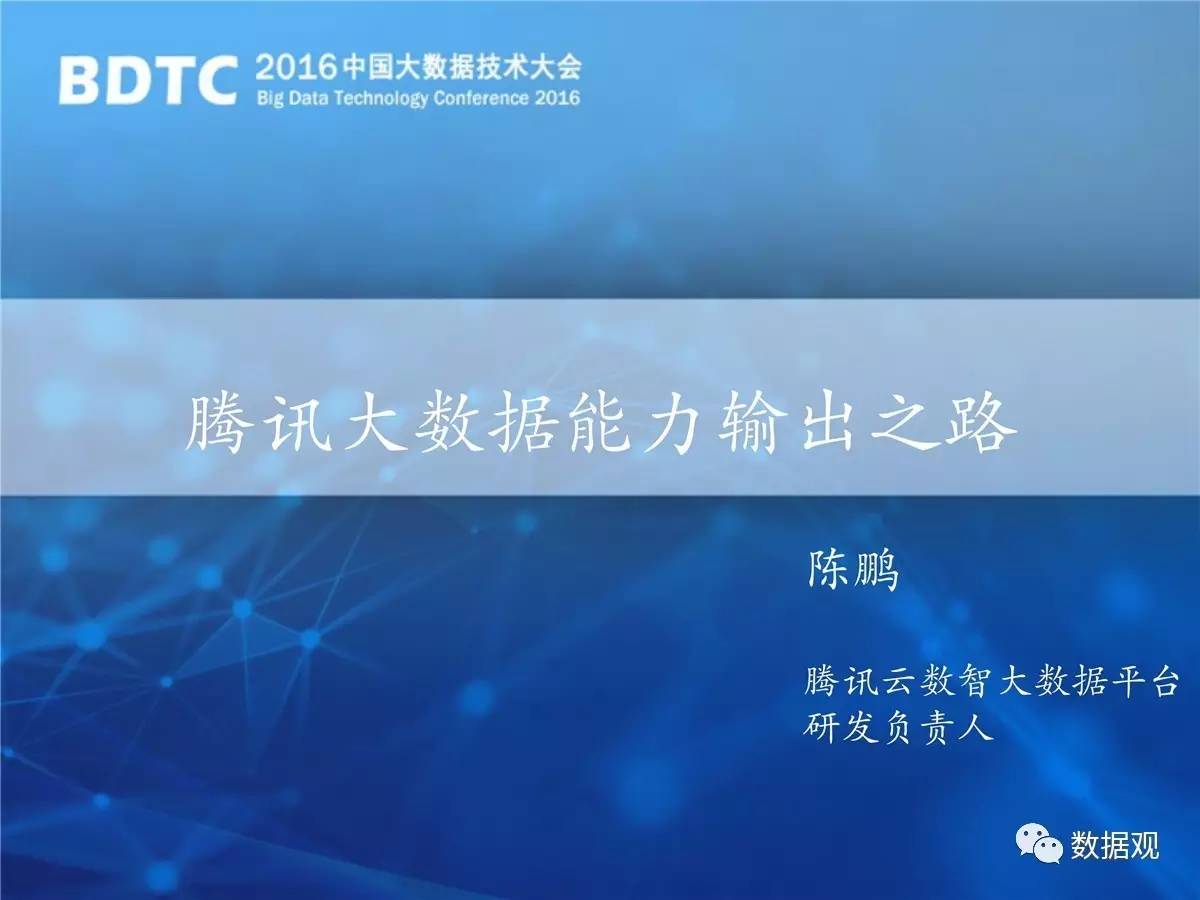 BDTC
2016中国大数据技术大会
Big Data Technology Conference 2016
腾讯大数据能力输出之路
陈鹏
腾讯云数智大数据平台
研发负责人
数据观